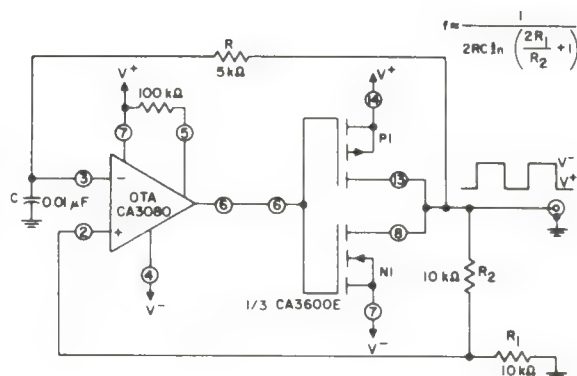 f≈ 1
2RC ln ( 2R1 / R2 + 1 )
R
5kΩ
V+
100 kΩ
7
5
V+
14
P1
3
-
OTA
CA3080
C
0.01 μF
6
6
13
V-
V+
2
+
8
4
V-
N1
10 kΩ
R2
1/3 CA3600E
7
V-
R1
10 kΩ